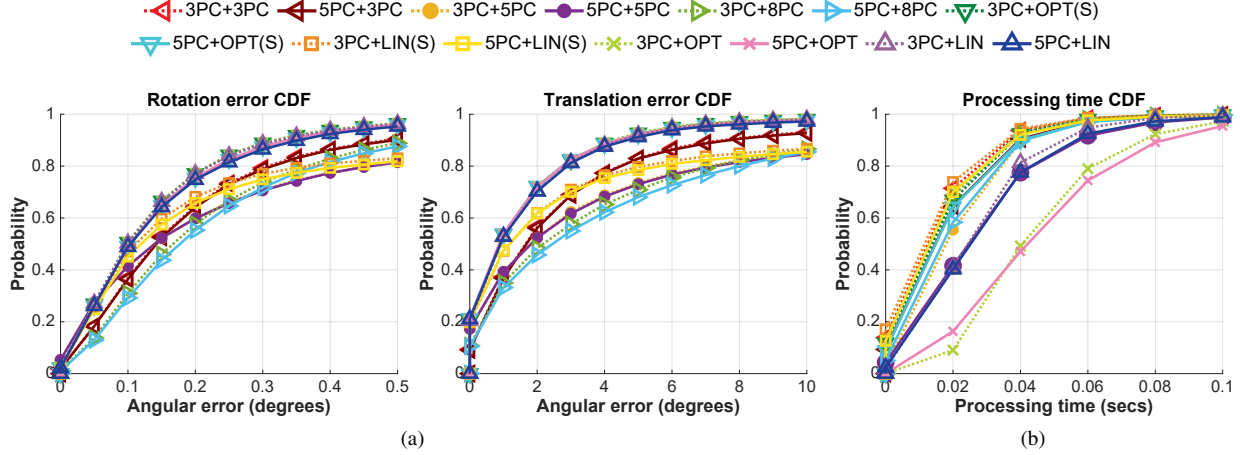 3PC+3PC 5PC+3PC 3PC+5PC 5PC+5PC 3PC+8PC 5PC+8PC 3PC+OPT(S)
5PC+OPT(S) 3PC+LIN(S) 5PC+LIN(S) 3PC+OPT 5PC+OPT 3PC+LIN 5PC+LIN
Rotation error CDF Translation error CDF Processing time CDF
1 1 1
0.8 0.8 0.8
0.6 0.6 0.6
Probability Probability Probability
0.4 0.4 0.4
0.2 0.2 0.2
0 0 0
0 0.1 0.2 0.3 0.4 0.5 0 2 4 6 8 10 0 0.02 0.04 0.06 0.08 0.1
Angular error (degrees) Angular error (degrees) Processing time (secs)
(a) (b)